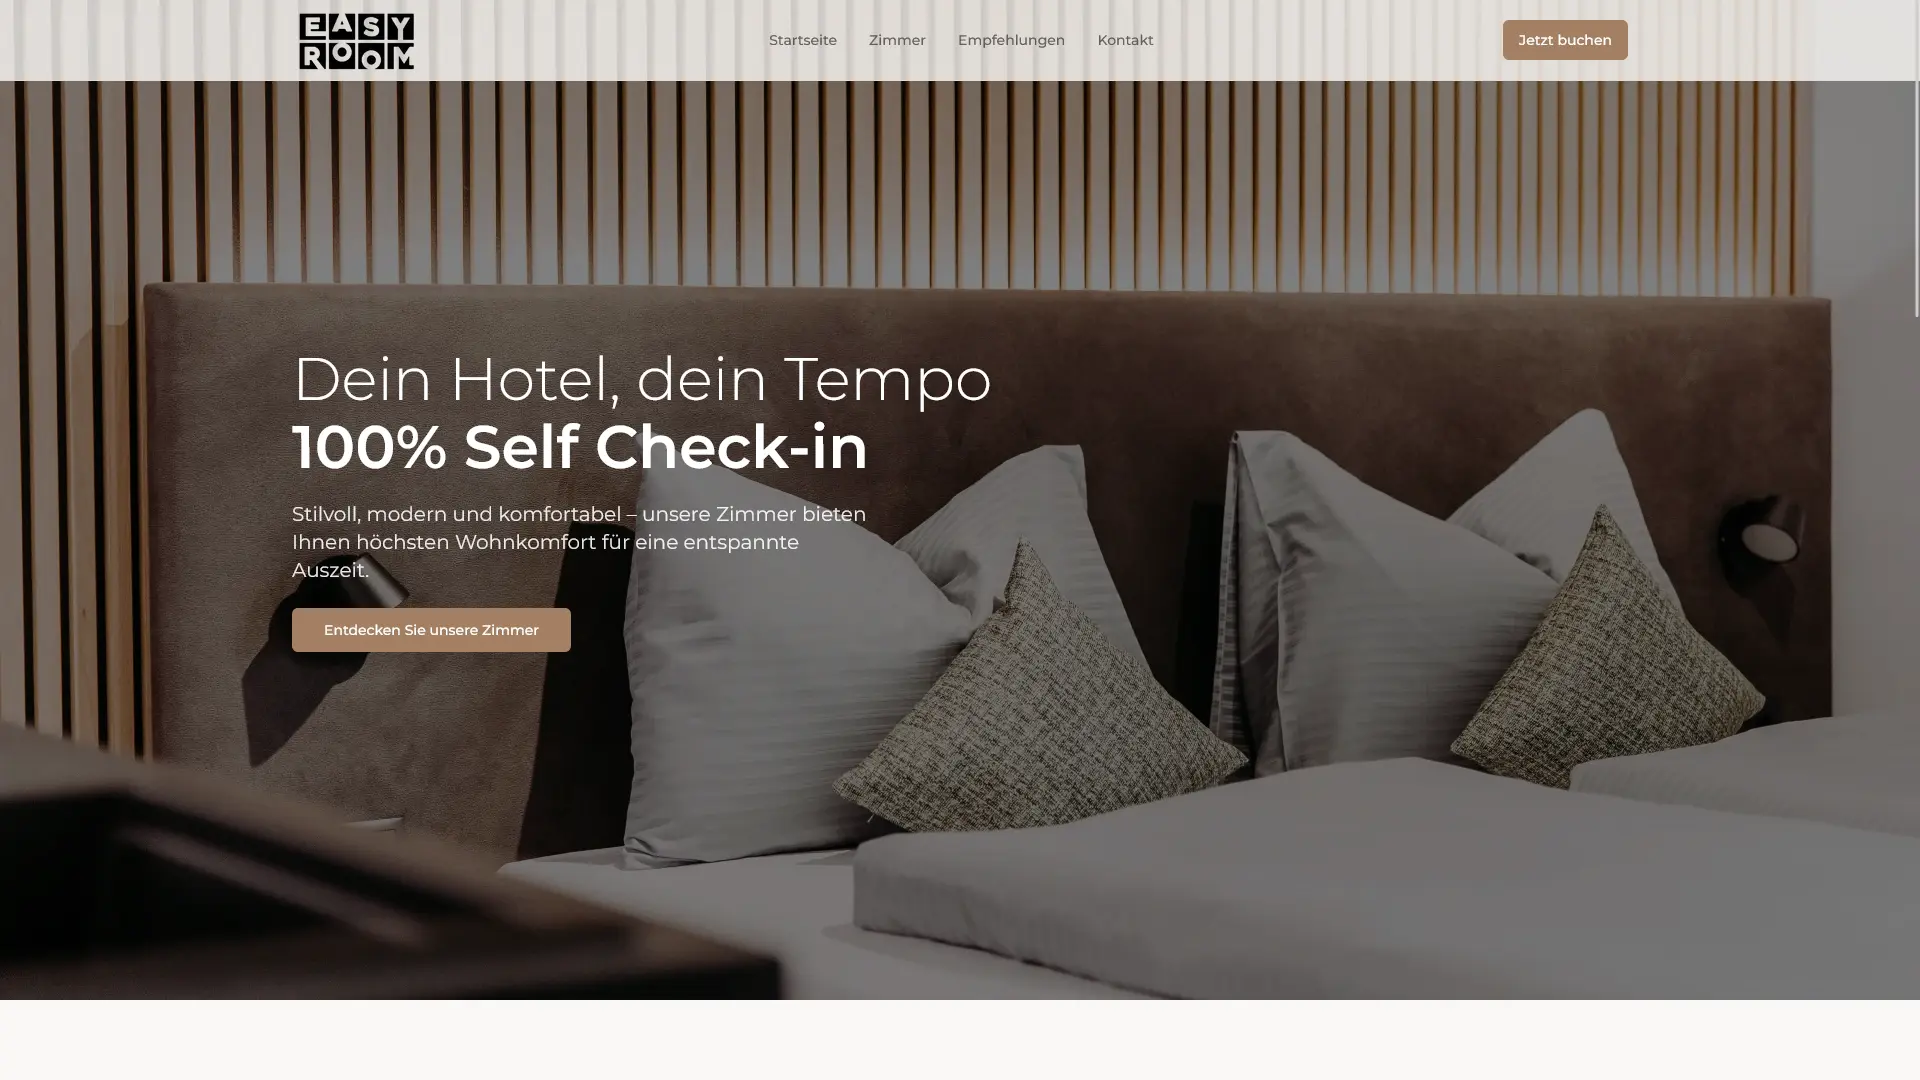 EASY
ROOM
Startseite
Zimmer
Empfehlungen
Kontakt
Jetzt buchen
Dein Hotel, dein Tempo
100% Self Check-in
Stilvoll, modern und komfortabel – unsere Zimmer bieten
Ihnen höchsten Wohnkomfort für eine entspannte
Auszeit.
Entdecken Sie unsere Zimmer